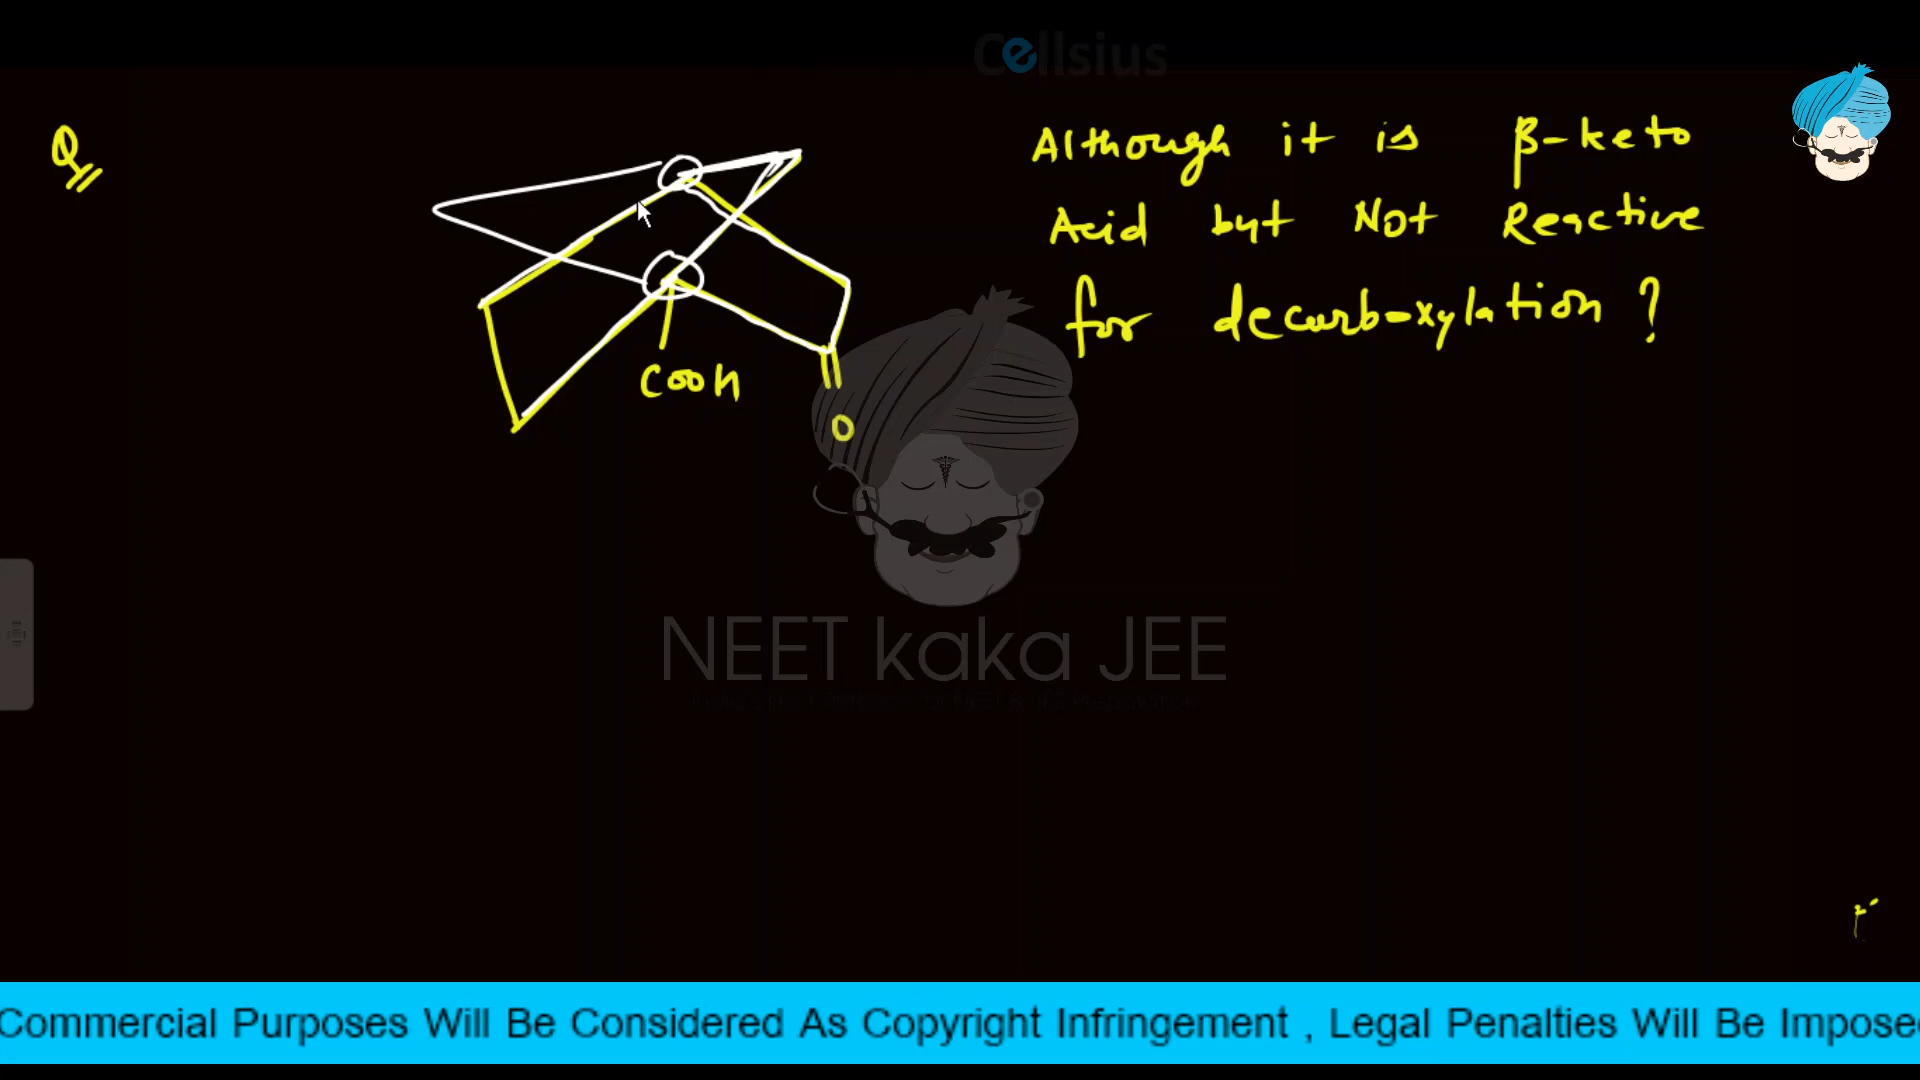 Cellsius
Q
Although it is β-keto
Acid but Not Reactive
for decarboxylation ?
COOH
O
NEET kaka JEE
Commercial Purposes Will Be Considered As Copyright Infringement , Legal Penalties Will Be Impose